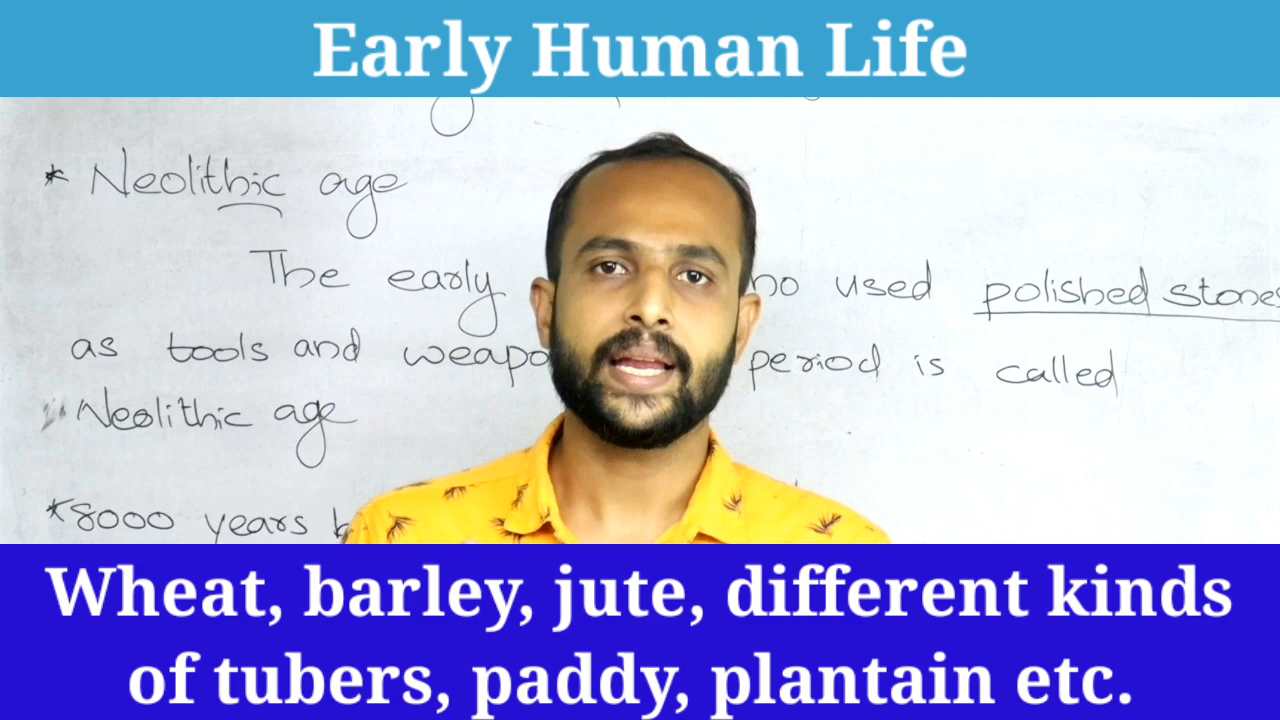 Early Human Life
* Neolithic age
The early ho used polished stones
as tools and weapo period is called
Neolithic age
*8000 years b
Wheat, barley, jute, different kinds
of tubers, paddy, plantain etc.